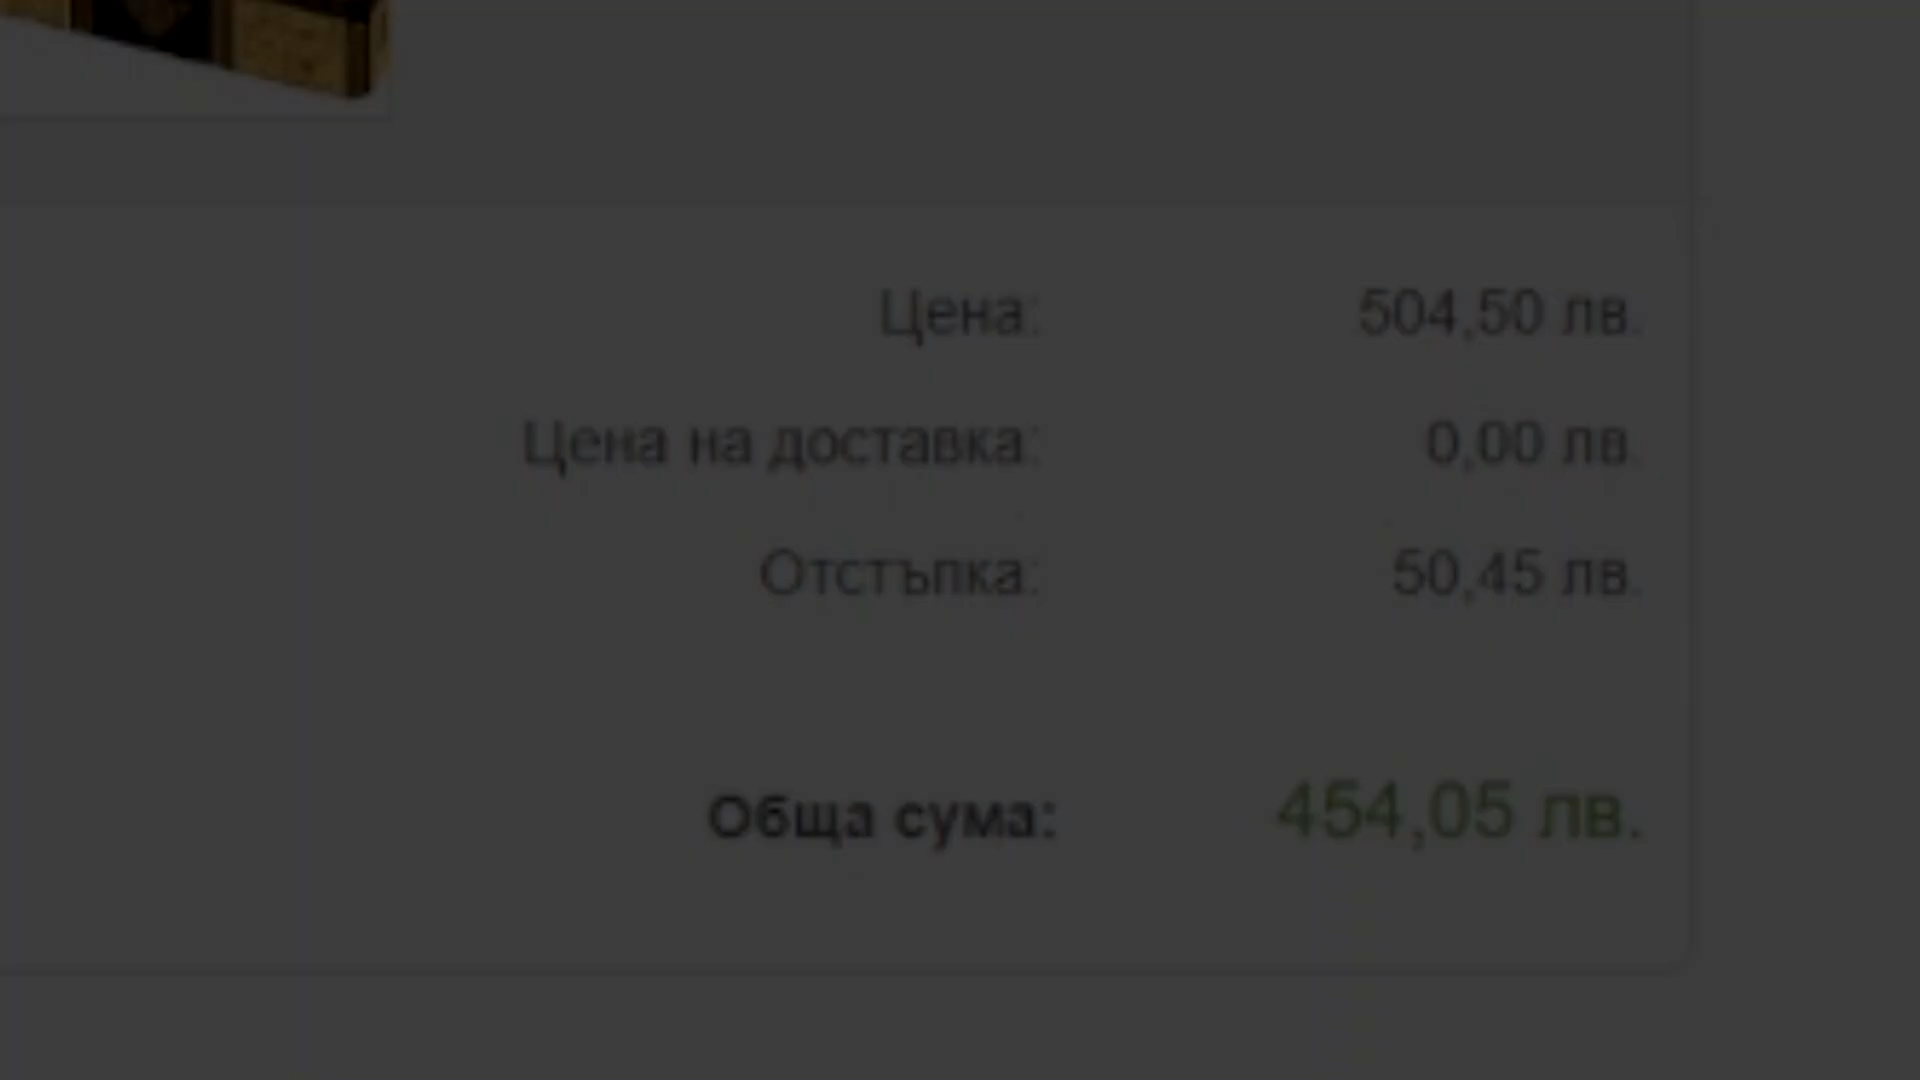 Цена: 504,50 лв.
Цена на доставка: 0,00 лв.
Отстъпка: 50,45 лв.
Обща сума: 454,05 лв.